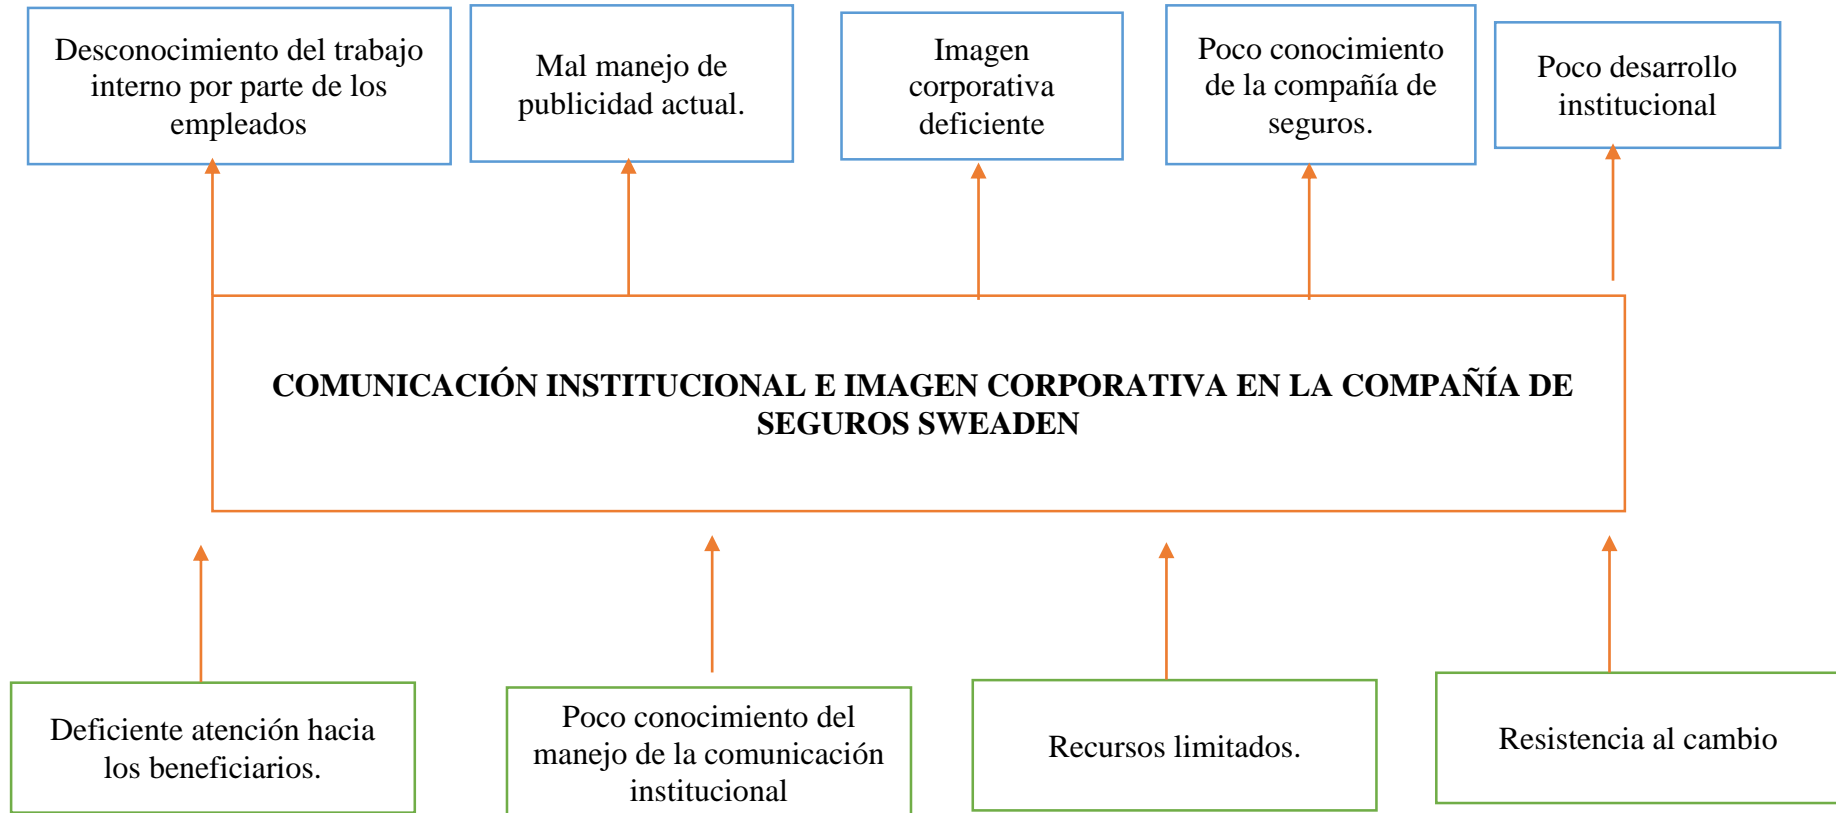 Desconocimiento del trabajo
interno por parte de los
empleados
Mal manejo de
publicidad actual.
Imagen
corporativa
deficiente
Poco conocimiento
de la compañía de
seguros.
Poco desarrollo
institucional
COMUNICACIÓN INSTITUCIONAL E IMAGEN CORPORATIVA EN LA COMPAÑÍA DE
SEGUROS SWEADEN
Deficiente atención hacia
los beneficiarios.
Poco conocimiento del
manejo de la comunicación
institucional
Recursos limitados.
Resistencia al cambio